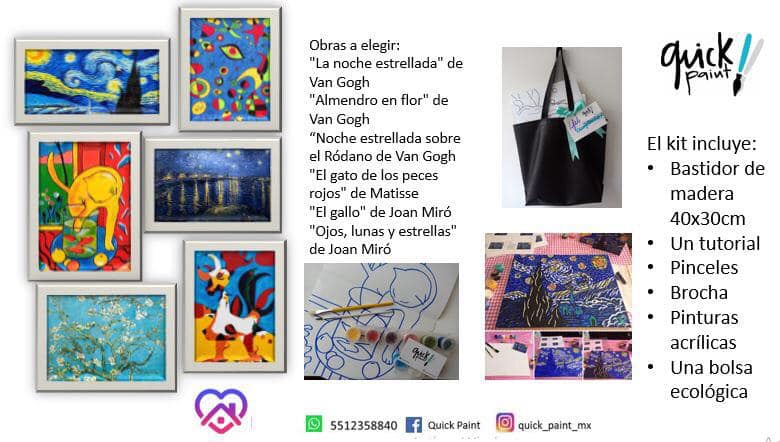 Obras a elegir:
"La noche estrellada" de
Van Gogh
"Almendro en flor" de
Van Gogh
“Noche estrellada sobre
el Ródano de Van Gogh
"El gato de los peces
rojos" de Matisse
"El gallo" de Joan Miró
"Ojos, lunas y estrellas"
de Joan Miró
quick
paint
El kit incluye:
• Bastidor de
madera
40x30cm
• Un tutorial
• Pinceles
• Brocha
• Pinturas
acrílicas
• Una bolsa
ecológica
quick
5512358840
Quick Paint
quick_paint_mx